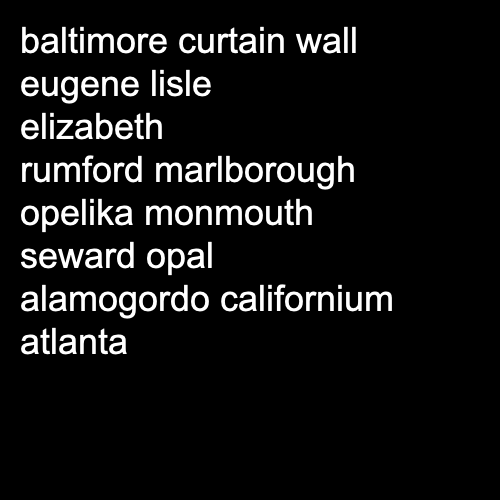 baltimore curtain wall
eugene lisle
elizabeth
rumford marlborough
opelika monmouth
seward opal
alamogordo californium
atlanta